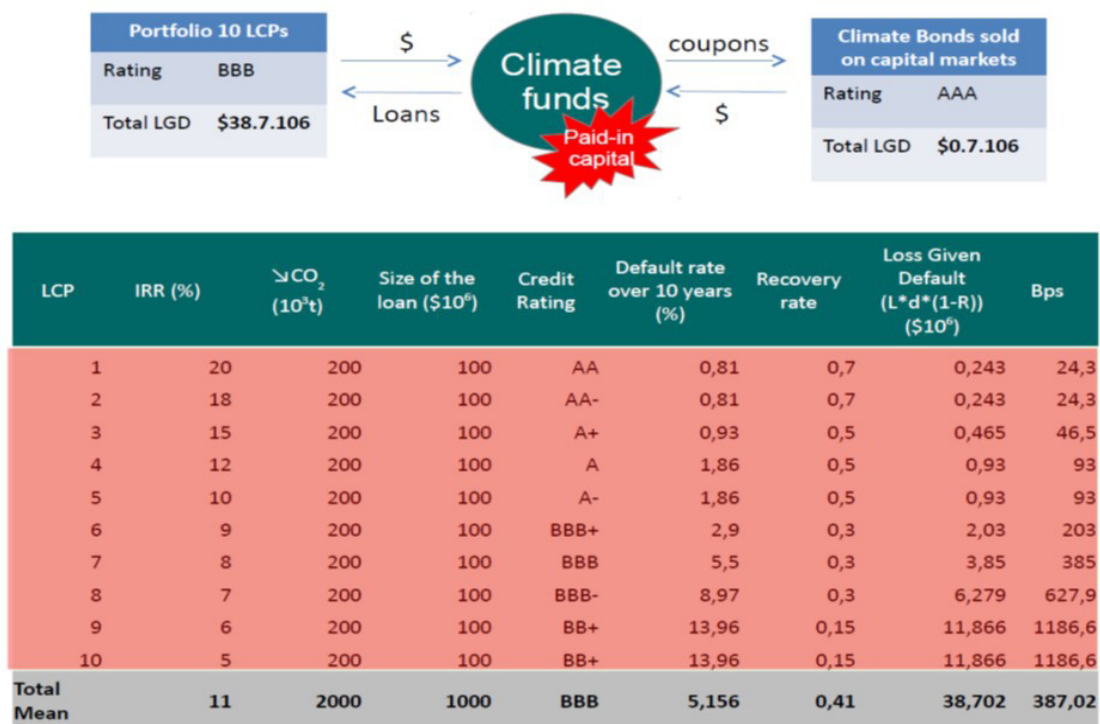 Portfolio 10 LCPs
Rating BBB
Total LGD $38.7.106
$
Loans
Climate
funds
Paid-in
capital
coupons
$
Climate Bonds sold
on capital markets
Rating AAA
Total LGD $0.7.106
LCP IRR (%) ↘CO2 (10³t) Size of the loan ($10⁶) Credit Rating Default rate over 10 years (%) Recovery rate Loss Given Default (L*d*(1-R)) ($10⁶) Bps
1 20 200 100 AA 0,81 0,7 0,243 24,3
2 18 200 100 AA- 0,81 0,7 0,243 24,3
3 15 200 100 A+ 0,93 0,5 0,465 46,5
4 12 200 100 A 1,86 0,5 0,93 93
5 10 200 100 A- 1,86 0,5 0,93 93
6 9 200 100 BBB+ 2,9 0,3 2,03 203
7 8 200 100 BBB 5,5 0,3 3,85 385
8 7 200 100 BBB- 8,97 0,3 6,279 627,9
9 6 200 100 BB+ 13,96 0,15 11,866 1186,6
10 5 200 100 BB+ 13,96 0,15 11,866 1186,6
Total
Mean 11 2000 1000 BBB 5,156 0,41 38,702 387,02